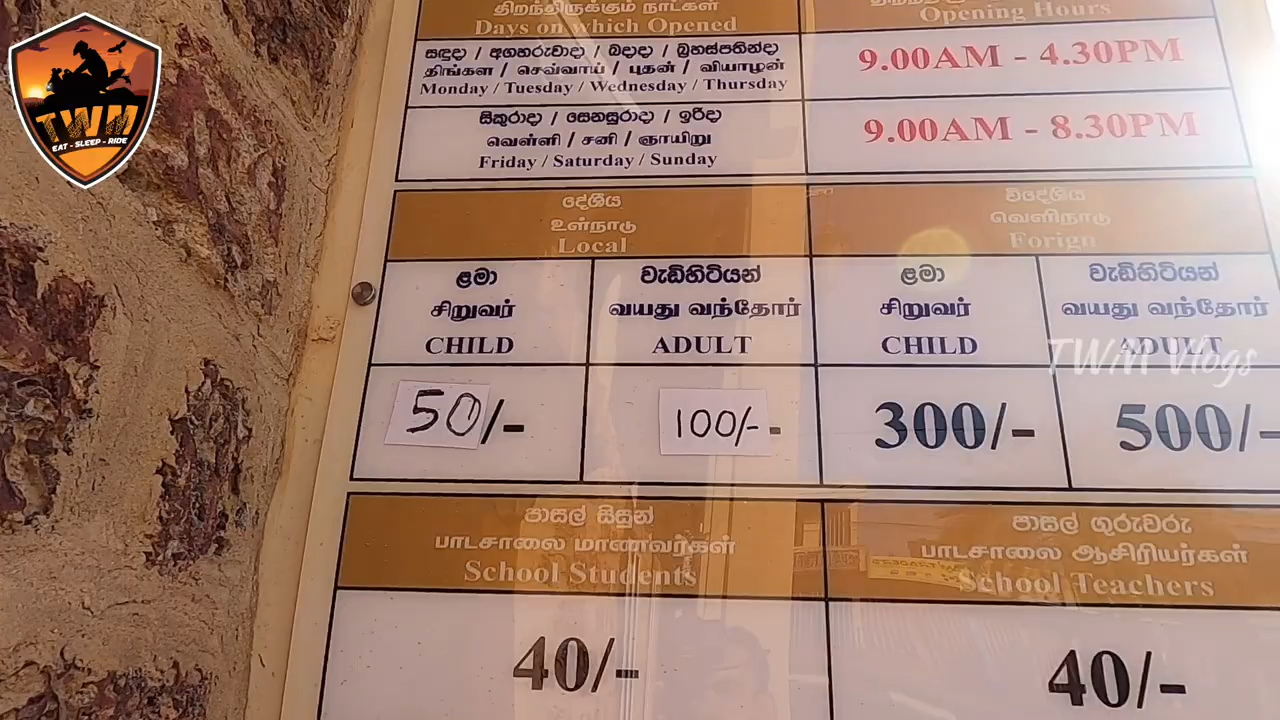 TWM
EAT - SLEEP - RIDE
திறந்திருக்கும் நாட்கள்
Days on which Opened
Opening Hours
සඳුදා / අඟහරුවාදා / බදාදා / බ්‍රහස්පතින්දා
திங்கள / செவ்வாய் / புதன் / வியாழன்
Monday / Tuesday / Wednesday / Thursday
9.00AM - 4.30PM
සිකුරාදා / සෙනසුරාදා / ඉරිදා
வெள்ளி / சனி / ஞாயிறு
Friday / Saturday / Sunday
9.00AM - 8.30PM
දේශීය
உள்நாடு
Local
විදේශීය
வெளிநாடு
Forign
ළමා
சிறுவர்
CHILD
වැඩිහිටියන්
வயது வந்தோர்
ADULT
ළමා
சிறுவர்
CHILD
වැඩිහිටියන්
வயது வந்தோர்
ADULT
TWM Vlogs
50/-
100/-
300/-
500/-
පාසල් සිසුන්
பாடசாலை மாணவர்கள்
School Students
පාසල් ගුරුවරු
பாடசாலை ஆசிரியர்கள்
School Teachers
40/-
40/-